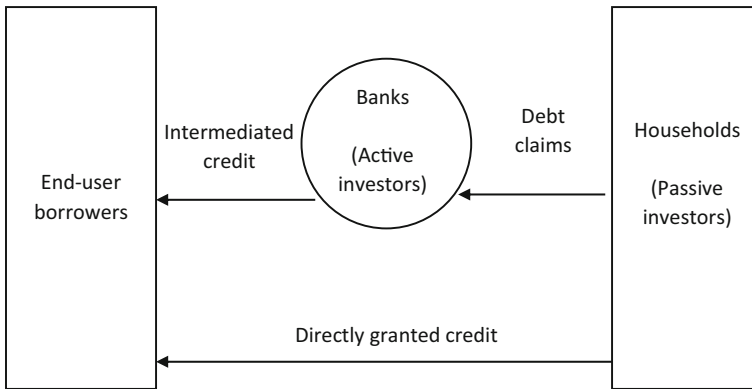 End-user
borrowers
Intermediated
credit
Banks
(Active
investors)
Debt
claims
Households
(Passive
investors)
Directly granted credit